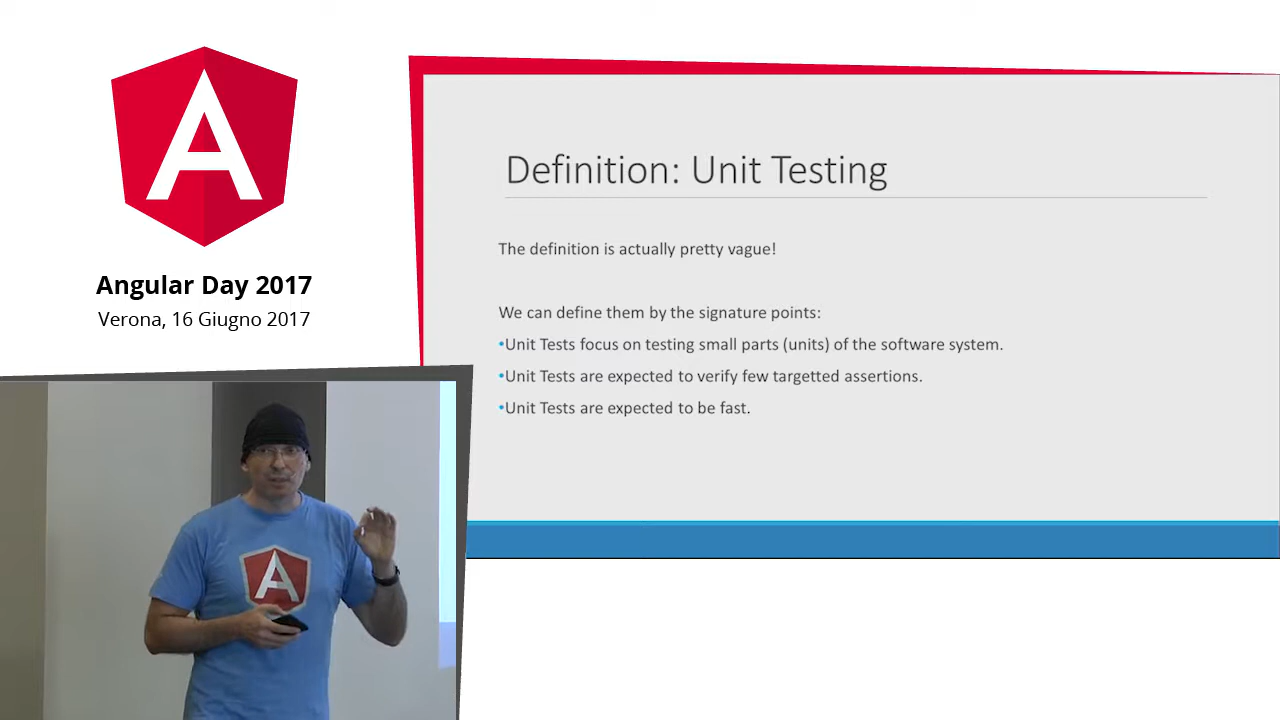 Angular Day 2017
Verona, 16 Giugno 2017
Definition: Unit Testing
The definition is actually pretty vague!
We can define them by the signature points:
•Unit Tests focus on testing small parts (units) of the software system.
•Unit Tests are expected to verify few targetted assertions.
•Unit Tests are expected to be fast.